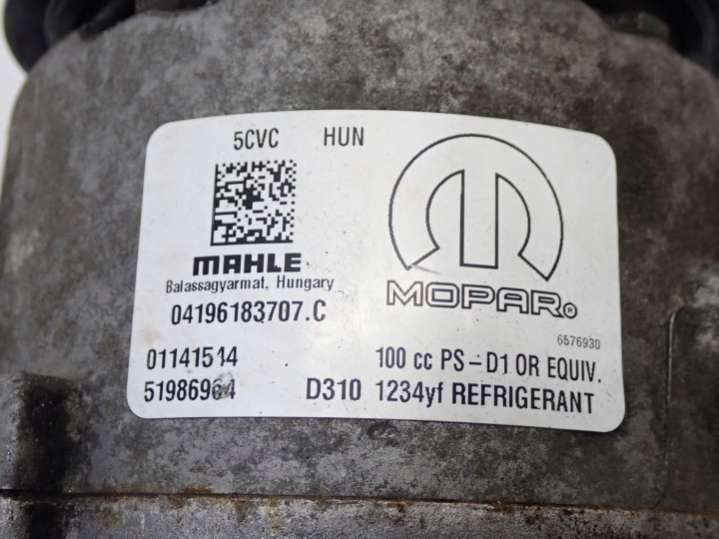 5CVC HUN
MAHLE
Balassagyarmat, Hungary
MOPAR®
04196183707.C
6576930
01141514 100 cc PS-D1 OR EQUIV.
D310 1234yf REFRIGERANT